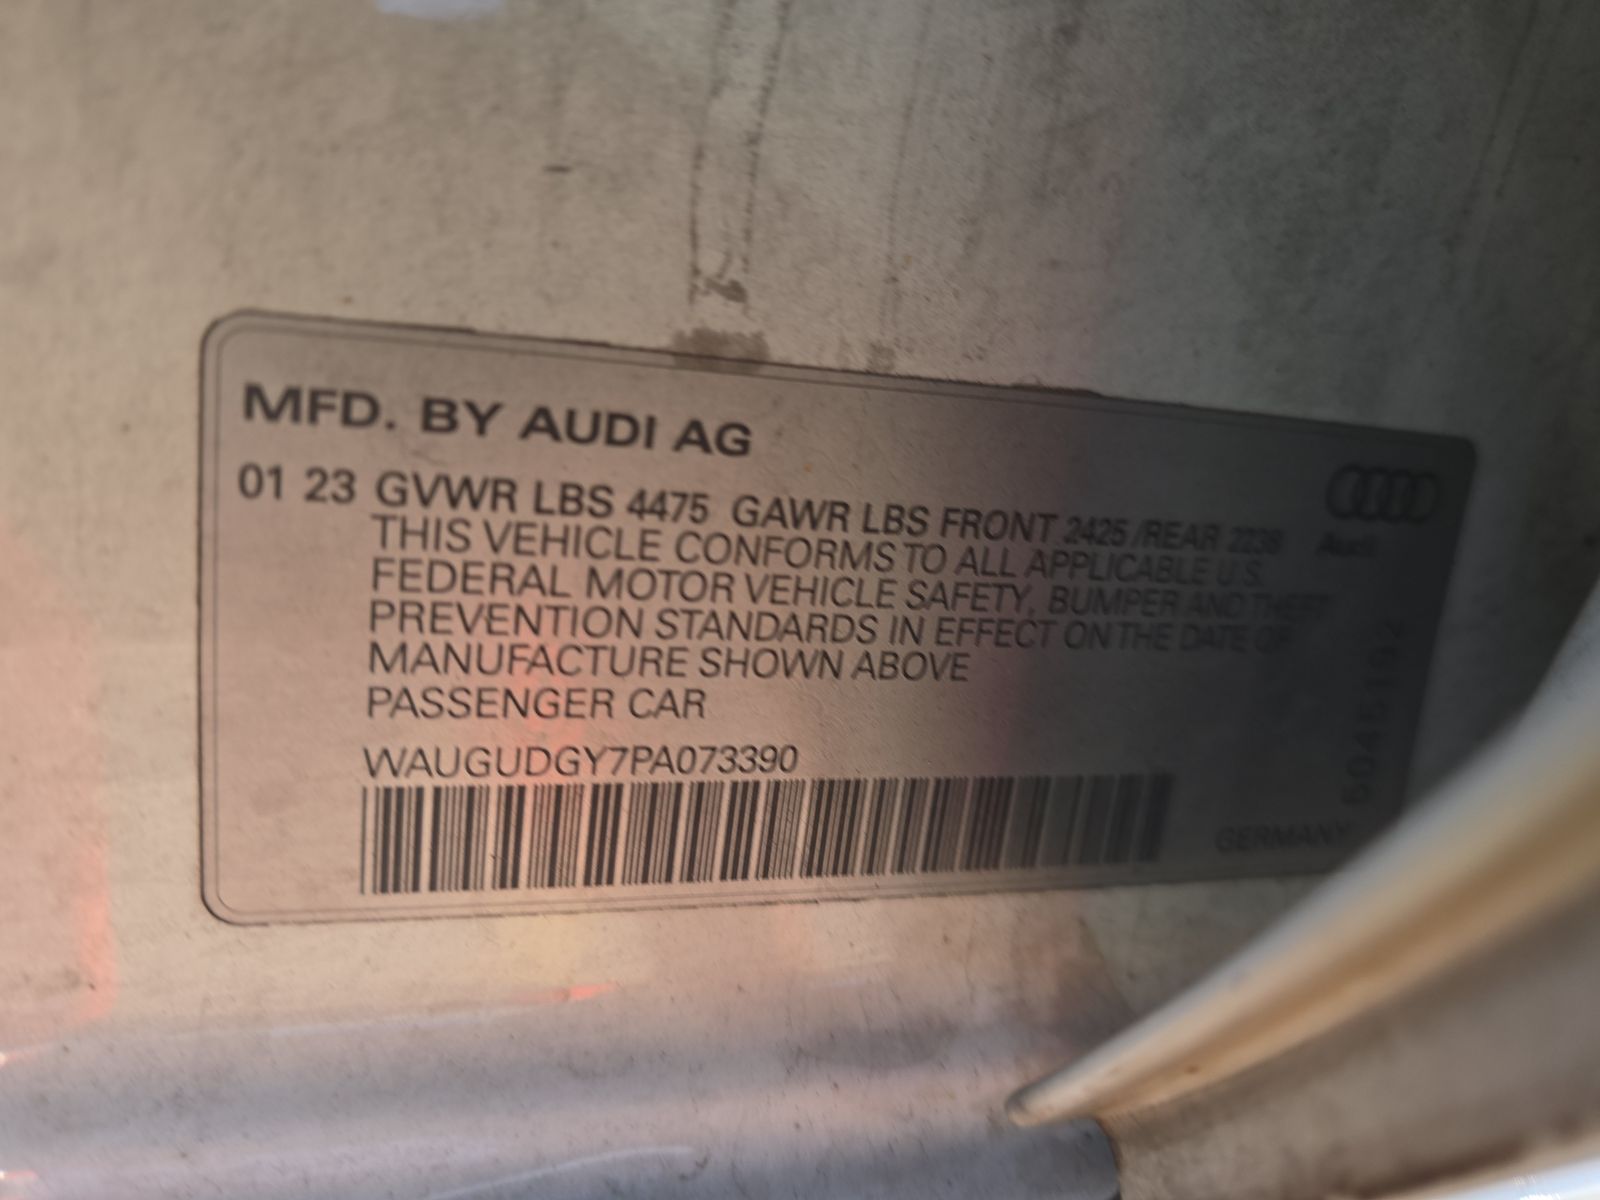 MFD. BY AUDI AG
01 23 GVWR LBS 4475 GAWR LBS FRONT 2425 /REAR 2238
Audi
THIS VEHICLE CONFORMS TO ALL APPLICABLE U.S.
FEDERAL MOTOR VEHICLE SAFETY, BUMPER AND THEFT
PREVENTION STANDARDS IN EFFECT ON THE DATE OF
MANUFACTURE SHOWN ABOVE
PASSENGER CAR
WAUGUDGY7PA073390
GERMANY